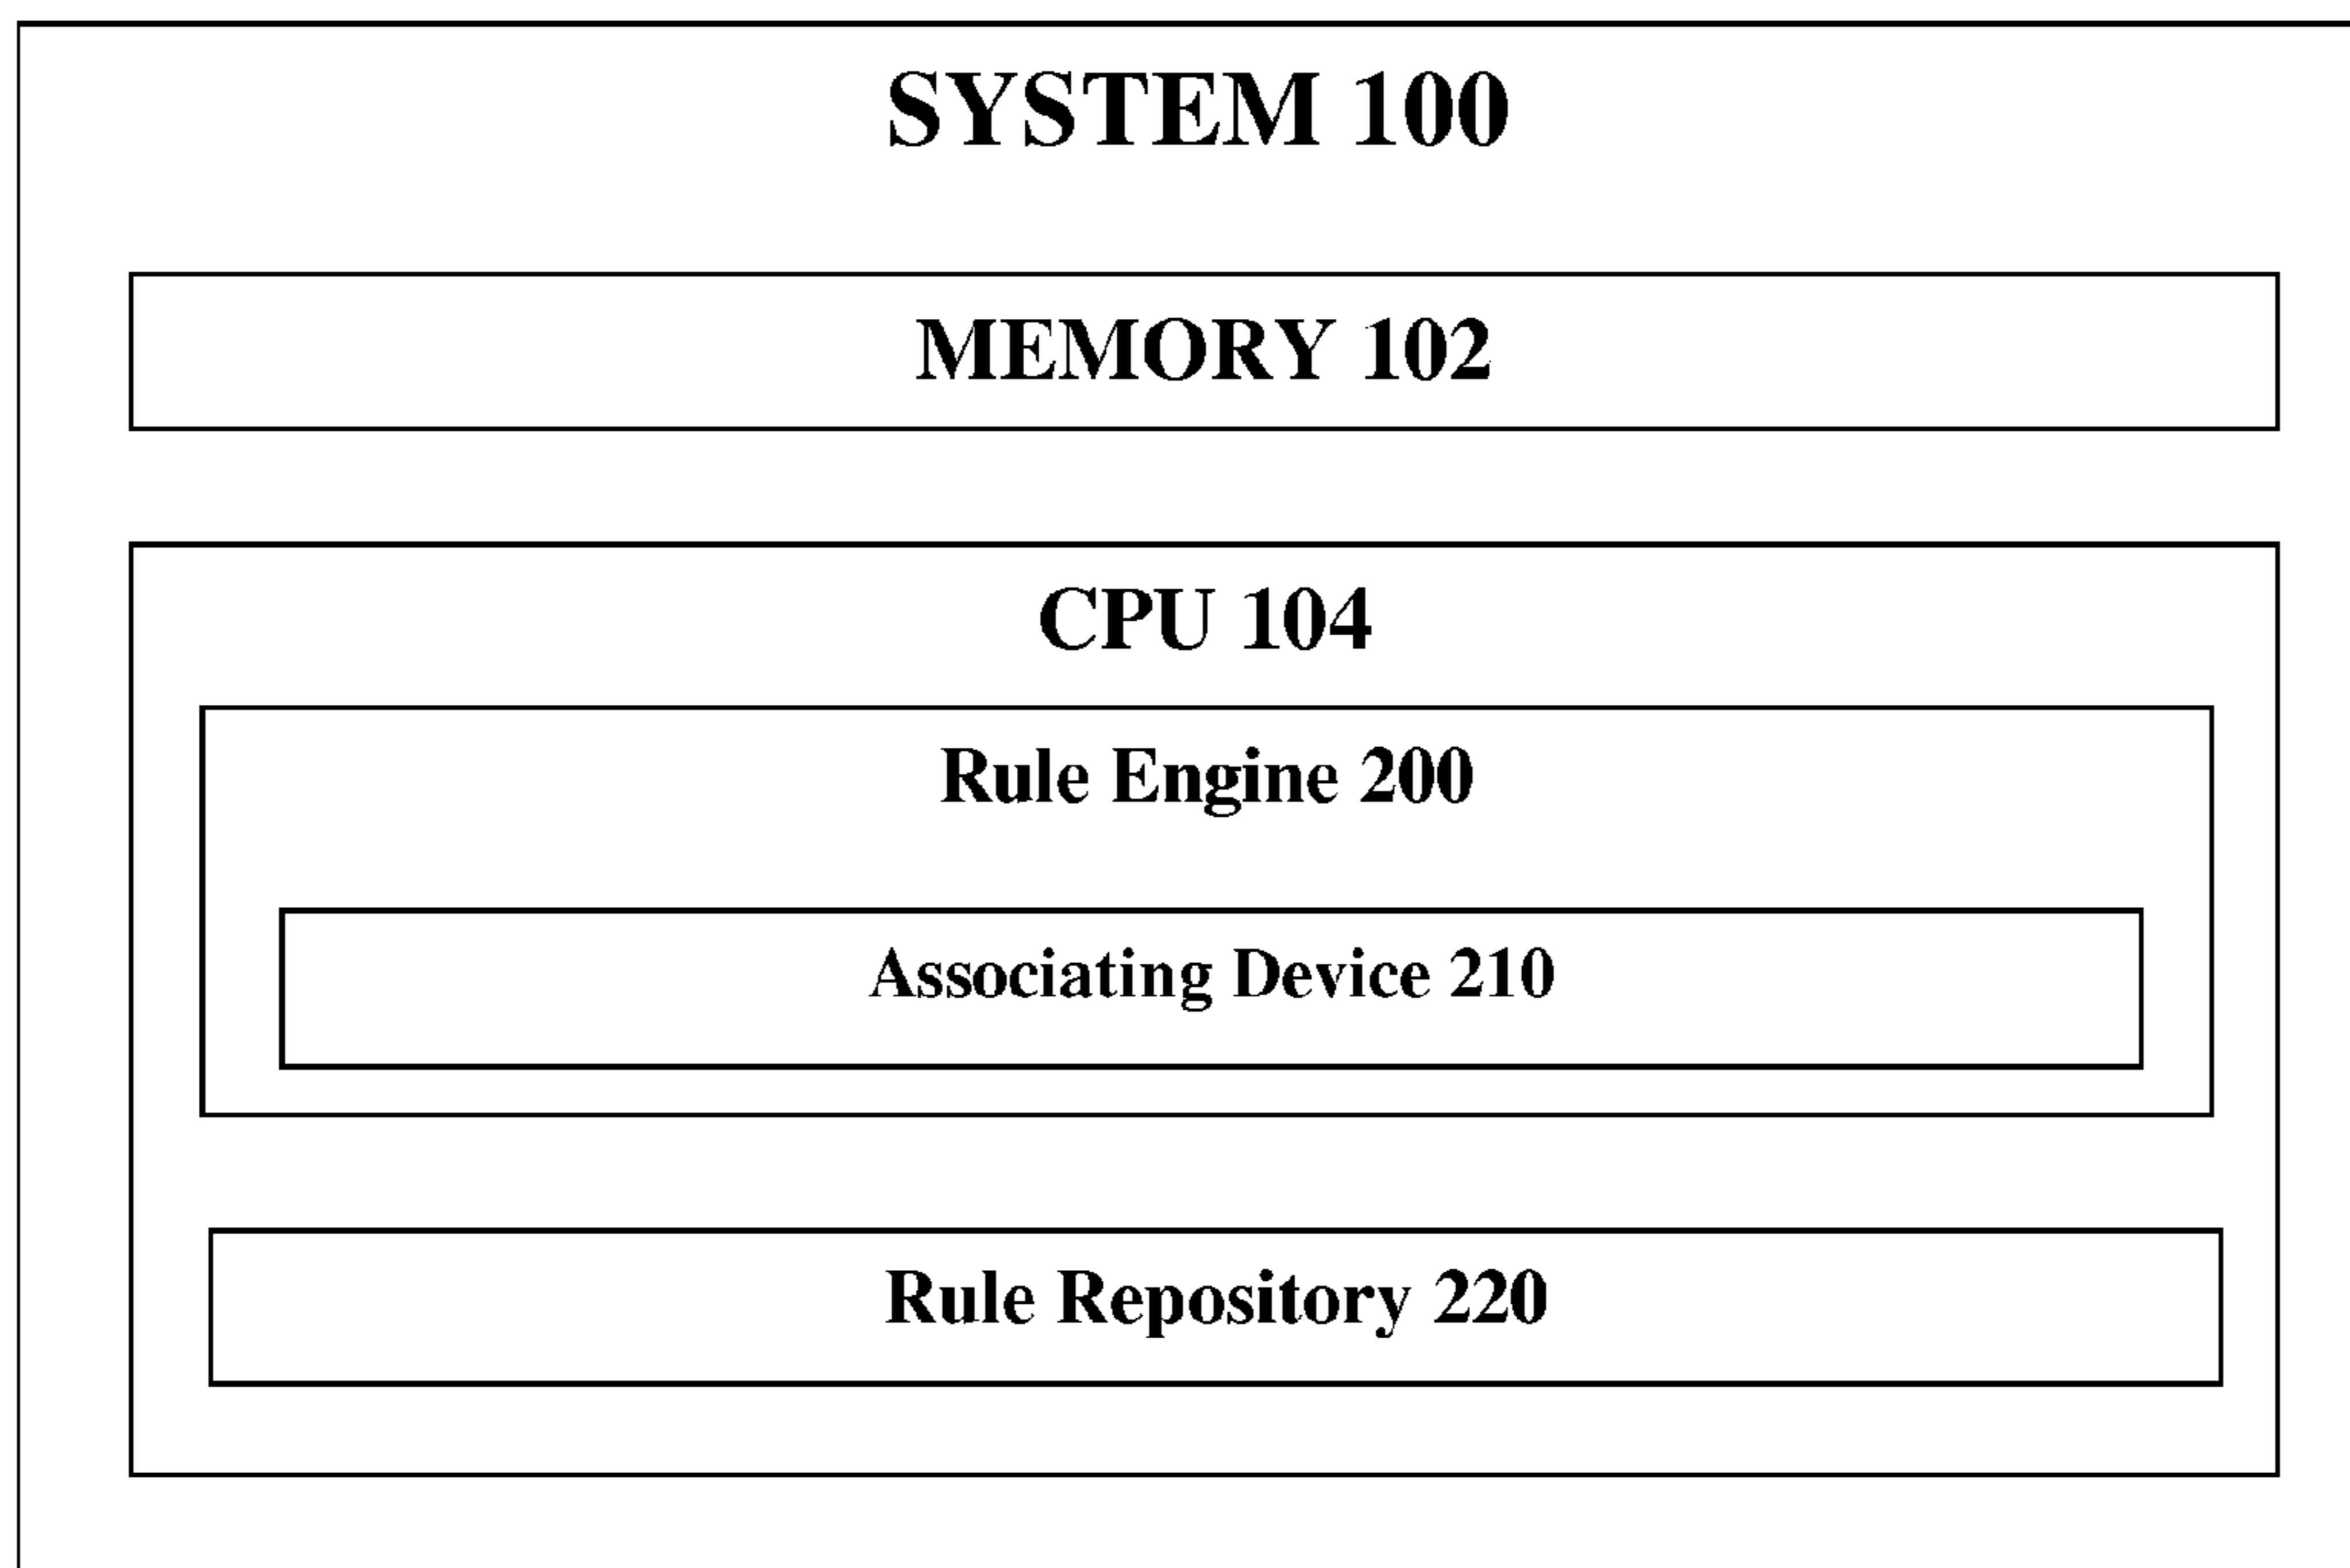 SYSTEM 100
MEMORY 102
CPU 104
Rule Engine 200
Associating Device 210
Rule Repository 220